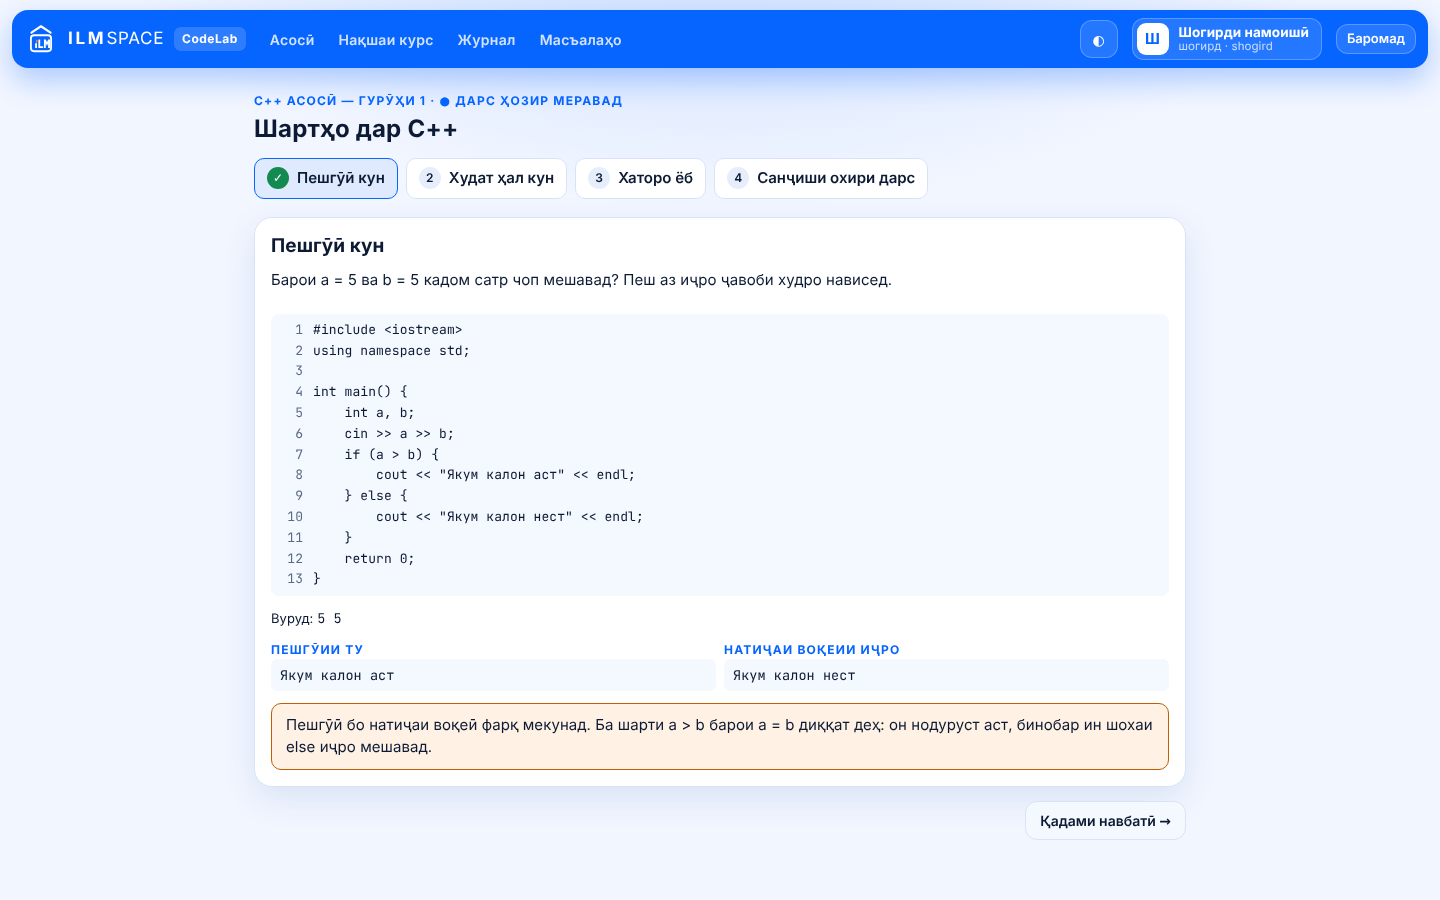 ILMSPACE CodeLab Асосӣ Нақшаи курс Журнал Масъалаҳо Ш Шогирди намоишӣ Баромад
шогирд · shogird
C++ АСОСӢ — ГУРӮҲИ 1 · ● ДАРС ҲОЗИР МЕРАВАД
Шартҳо дар C++
✓ Пешгӯӣ кун 2 Худат ҳал кун 3 Хаторо ёб 4 Санҷиши охири дарс
Пешгӯӣ кун
Барои a = 5 ва b = 5 кадом сатр чоп мешавад? Пеш аз иҷро ҷавоби худро нависед.
1 #include <iostream>
2 using namespace std;
3
4 int main() {
5     int a, b;
6     cin >> a >> b;
7     if (a > b) {
8         cout << "Якум калон аст" << endl;
9     } else {
10         cout << "Якум калон нест" << endl;
11     }
12     return 0;
13 }
Вуруд: 5 5
ПЕШГӮИИ ТУ НАТИҶАИ ВОҚЕИИ ИҶРО
Якум калон аст Якум калон нест
Пешгӯӣ бо натиҷаи воқеӣ фарқ мекунад. Ба шарти a > b барои a = b диққат деҳ: он нодуруст аст, бинобар ин шохаи
else иҷро мешавад.
Қадами навбатӣ →